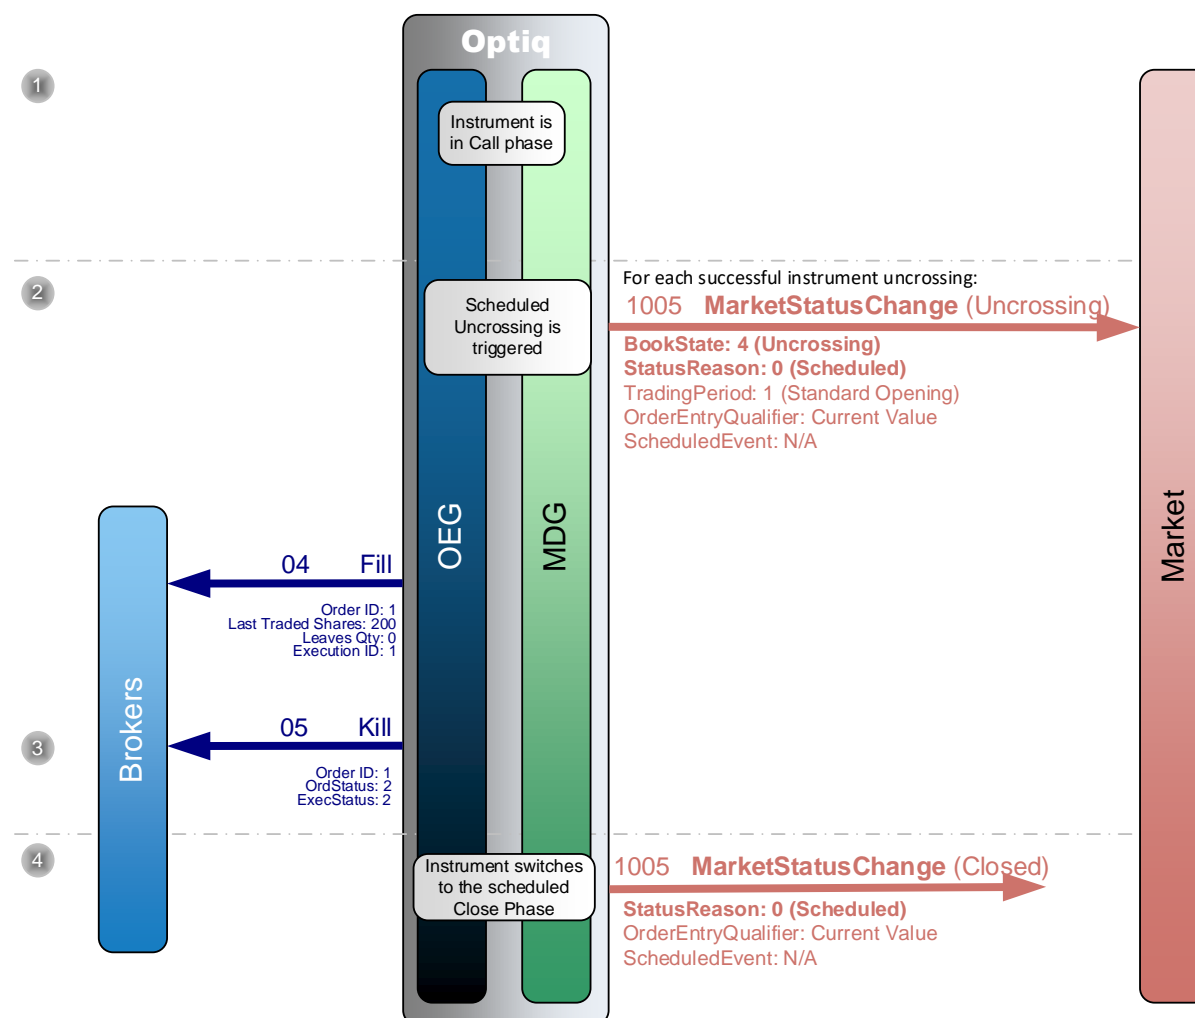 Optiq
1
Instrument is
in Call phase
2
Scheduled
Uncrossing is
triggered
For each successful instrument uncrossing:
1005 MarketStatusChange (Uncrossing)
BookState: 4 (Uncrossing)
StatusReason: 0 (Scheduled)
TradingPeriod: 1 (Standard Opening)
OrderEntryQualifier: Current Value
ScheduledEvent: N/A
OEG
MDG
Market
Brokers
04 Fill
Order ID: 1
Last Traded Shares: 200
Leaves Qty: 0
Execution ID: 1
3
05 Kill
Order ID: 1
OrdStatus: 2
ExecStatus: 2
4
Instrument switches
to the scheduled
Close Phase
1005 MarketStatusChange (Closed)
StatusReason: 0 (Scheduled)
OrderEntryQualifier: Current Value
ScheduledEvent: N/A